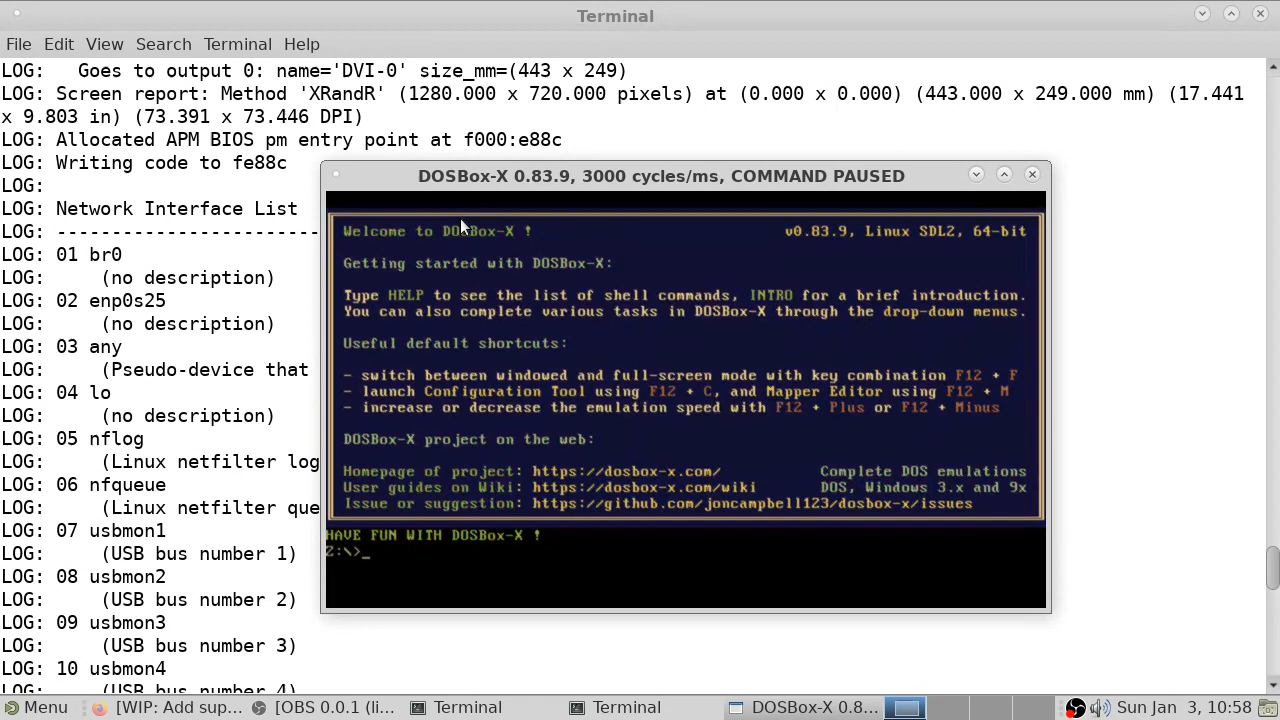 Terminal
File Edit View Search Terminal Help
LOG:   Goes to output 0: name='DVI-0' size_mm=(443 x 249)
LOG: Screen report: Method 'XRandR' (1280.000 x 720.000 pixels) at (0.000 x 0.000) (443.000 x 249.000 mm) (17.441
x 9.803 in) (73.391 x 73.446 DPI)
LOG: Allocated APM BIOS pm entry point at f000:e88c
LOG: Writing code to fe88c
LOG:
LOG: Network Interface List
LOG: ------------------------
LOG: 01 br0
(no description)
LOG: 02 enp0s25
(no description)
LOG: 03 any
(Pseudo-device that
LOG: 04 lo
(no description)
LOG: 05 nflog
(Linux netfilter log
LOG: 06 nfqueue
(Linux netfilter que
LOG: 07 usbmon1
LOG:     (USB bus number 1)
LOG: 08 usbmon2
LOG:     (USB bus number 2)
LOG: 09 usbmon3
LOG:     (USB bus number 3)
LOG: 10 usbmon4
LOG:     (USB bus number 4)
DOSBox-X 0.83.9, 3000 cycles/ms, COMMAND PAUSED
Welcome to DOSBox-X ! v0.83.9, Linux SDL2, 64-bit
Getting started with DOSBox-X:
Type HELP to see the list of shell commands, INTRO for a brief introduction.
You can also complete various tasks in DOSBox-X through the drop-down menus.
Useful default shortcuts:
- switch between windowed and full-screen mode with key combination F12 + F
- launch Configuration Tool using F12 + C, and Mapper Editor using F12 + M
- increase or decrease the emulation speed with F12 + Plus or F12 + Minus
DOSBox-X project on the web:
Homepage of project: https://dosbox-x.com/ Complete DOS emulations
User guides on Wiki: https://dosbox-x.com/wiki DOS, Windows 3.x and 9x
Issue or suggestion: https://github.com/joncampbell123/dosbox-x/issues
HAVE FUN WITH DOSBox-X !
Z:\>_
Menu [WIP: Add sup... [OBS 0.0.1 (li... Terminal Terminal DOSBox-X 0.8... Sun Jan 3, 10:58